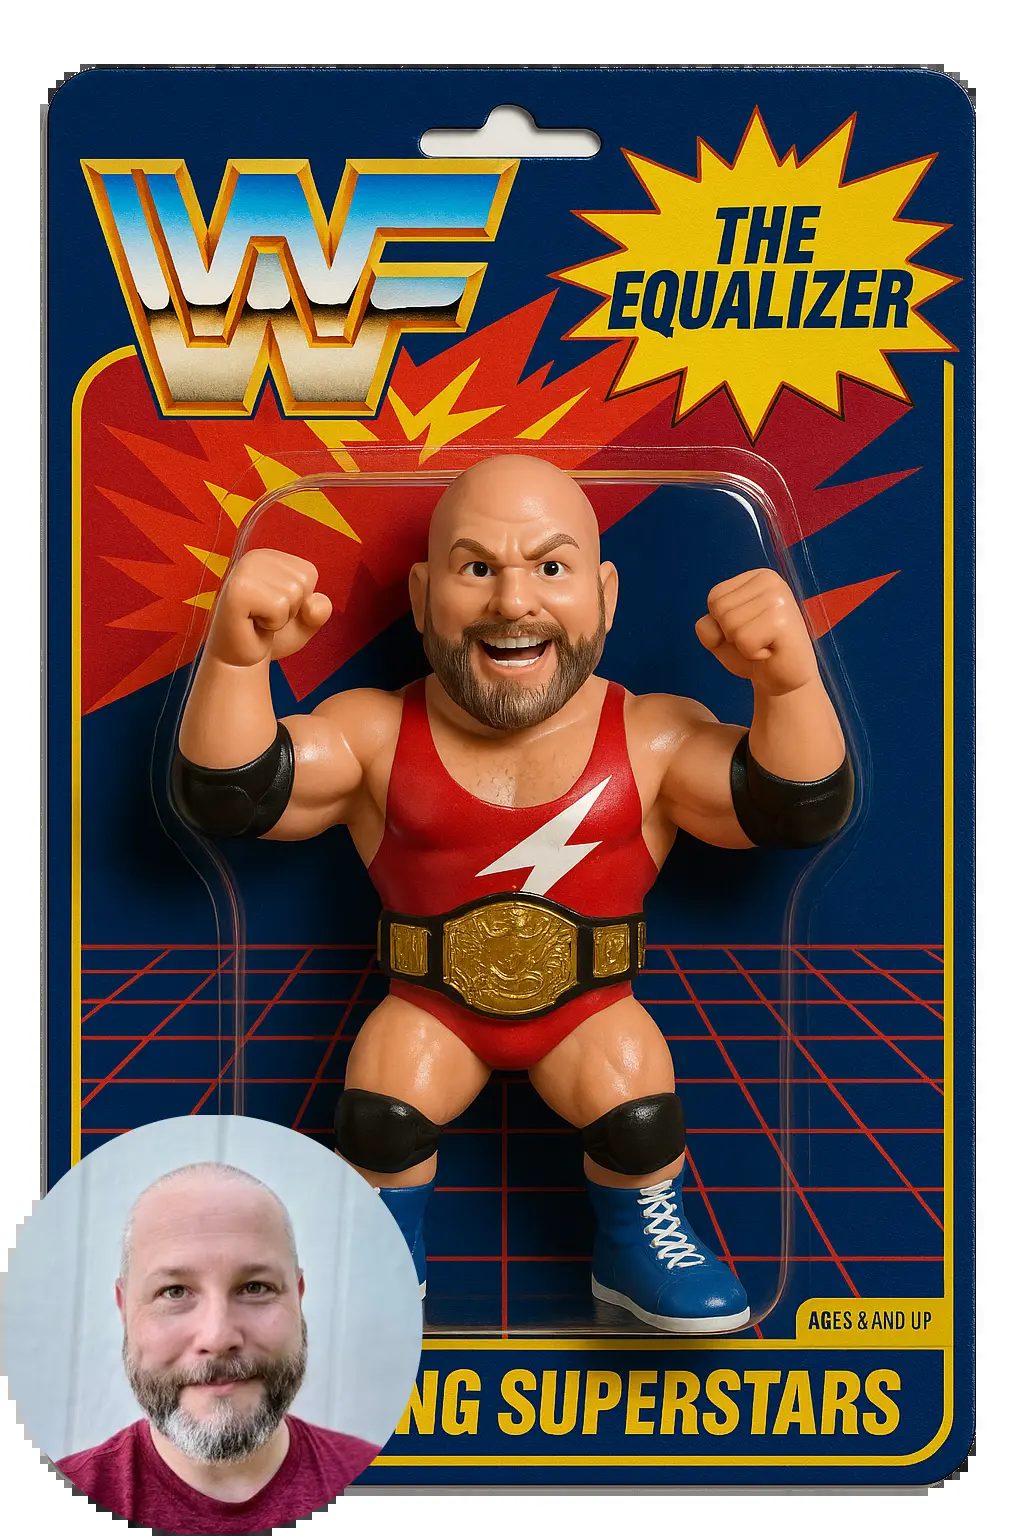 WF
THE
EQUALIZER
AGES & AND UP
NG SUPERSTARS